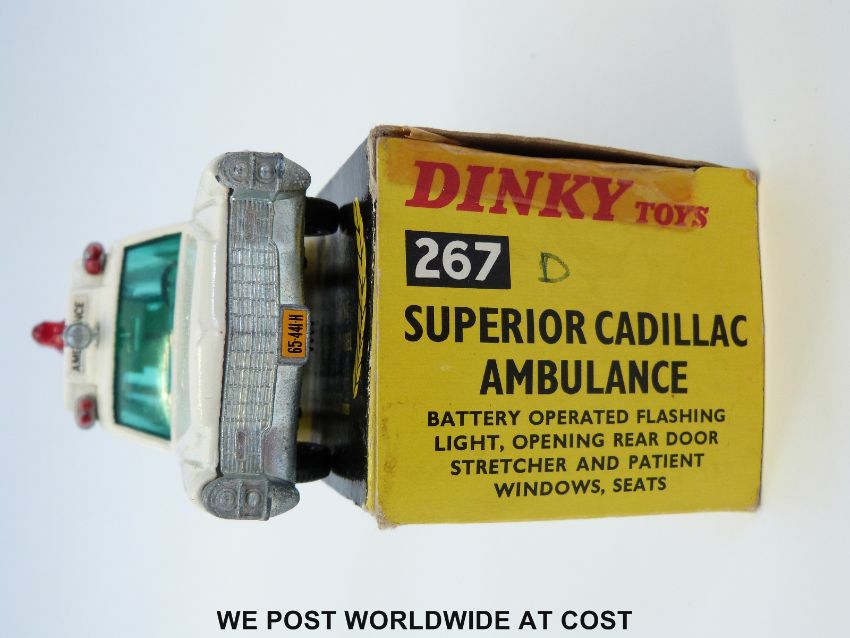 DINKY TOYS
267 D
SUPERIOR CADILLAC
AMBULANCE
BATTERY OPERATED FLASHING
LIGHT, OPENING REAR DOOR
STRETCHER AND PATIENT
WINDOWS, SEATS
65-441H
WE POST WORLDWIDE AT COST